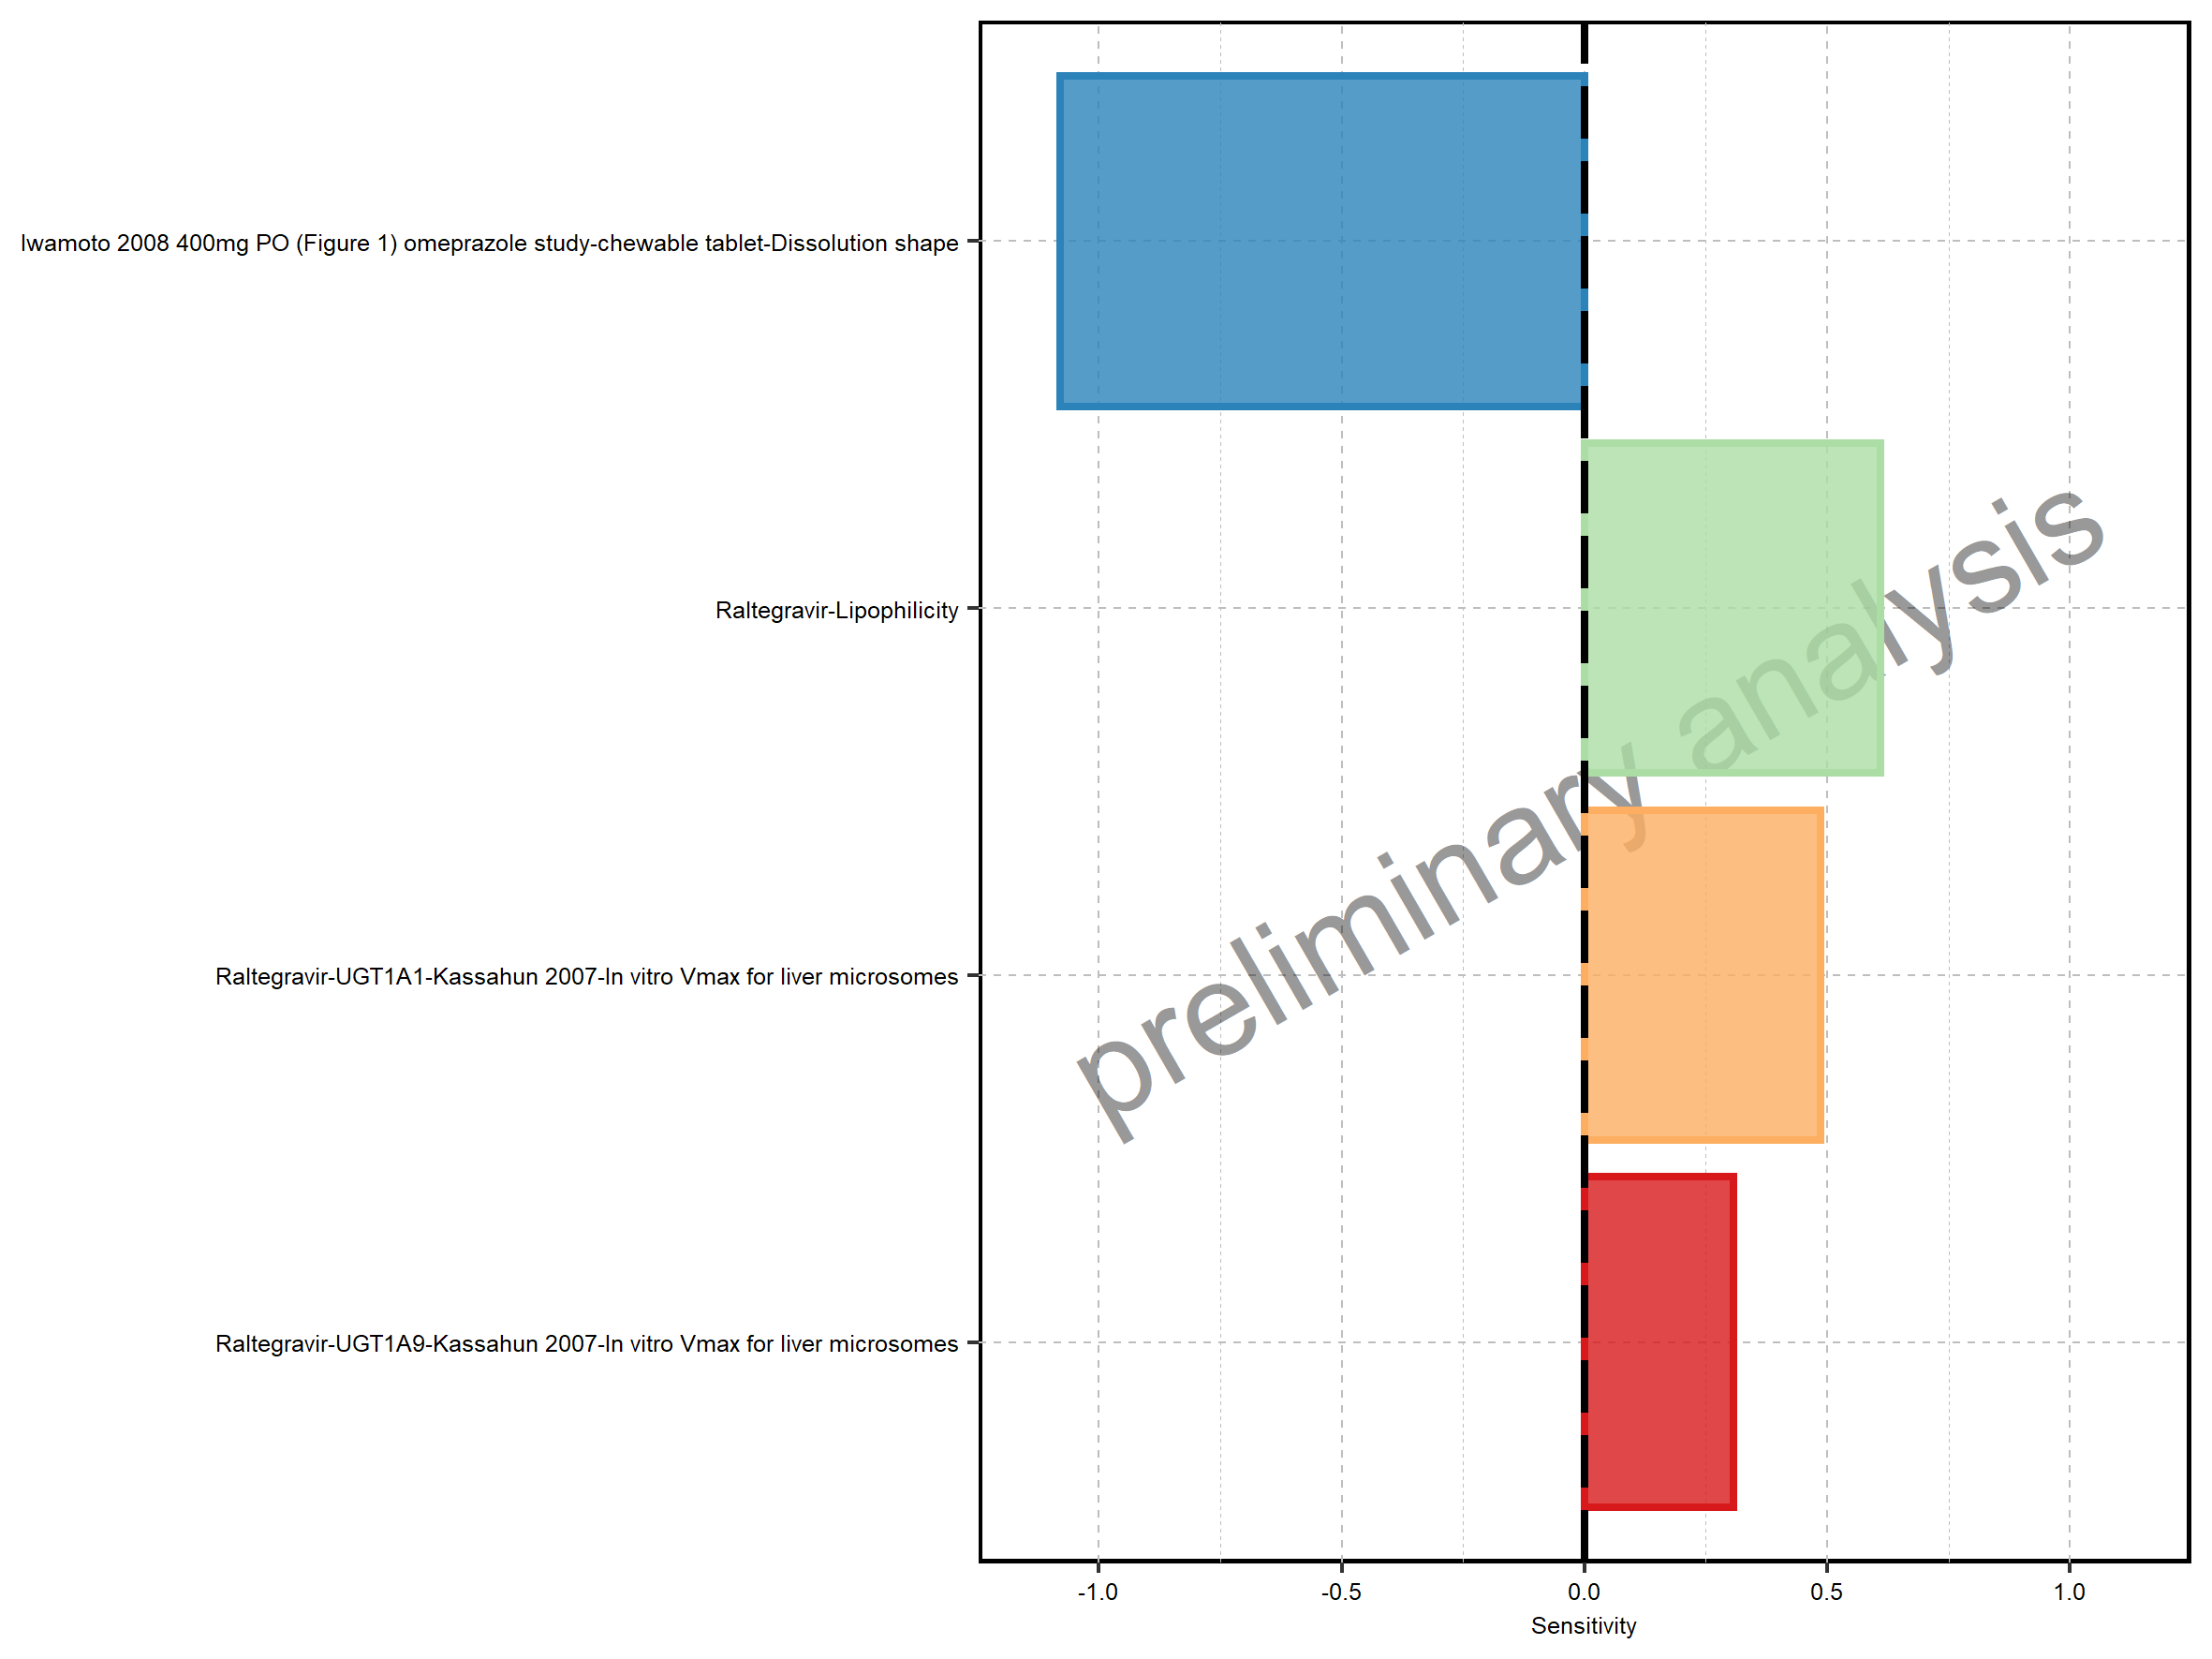 Iwamoto 2008 400mg PO (Figure 1) omeprazole study-chewable tablet-Dissolution shape
Raltegravir-Lipophilicity
preliminary analysis
Raltegravir-UGT1A1-Kassahun 2007-In vitro Vmax for liver microsomes
Raltegravir-UGT1A9-Kassahun 2007-In vitro Vmax for liver microsomes
-1.0 -0.5 0.0 0.5 1.0
Sensitivity